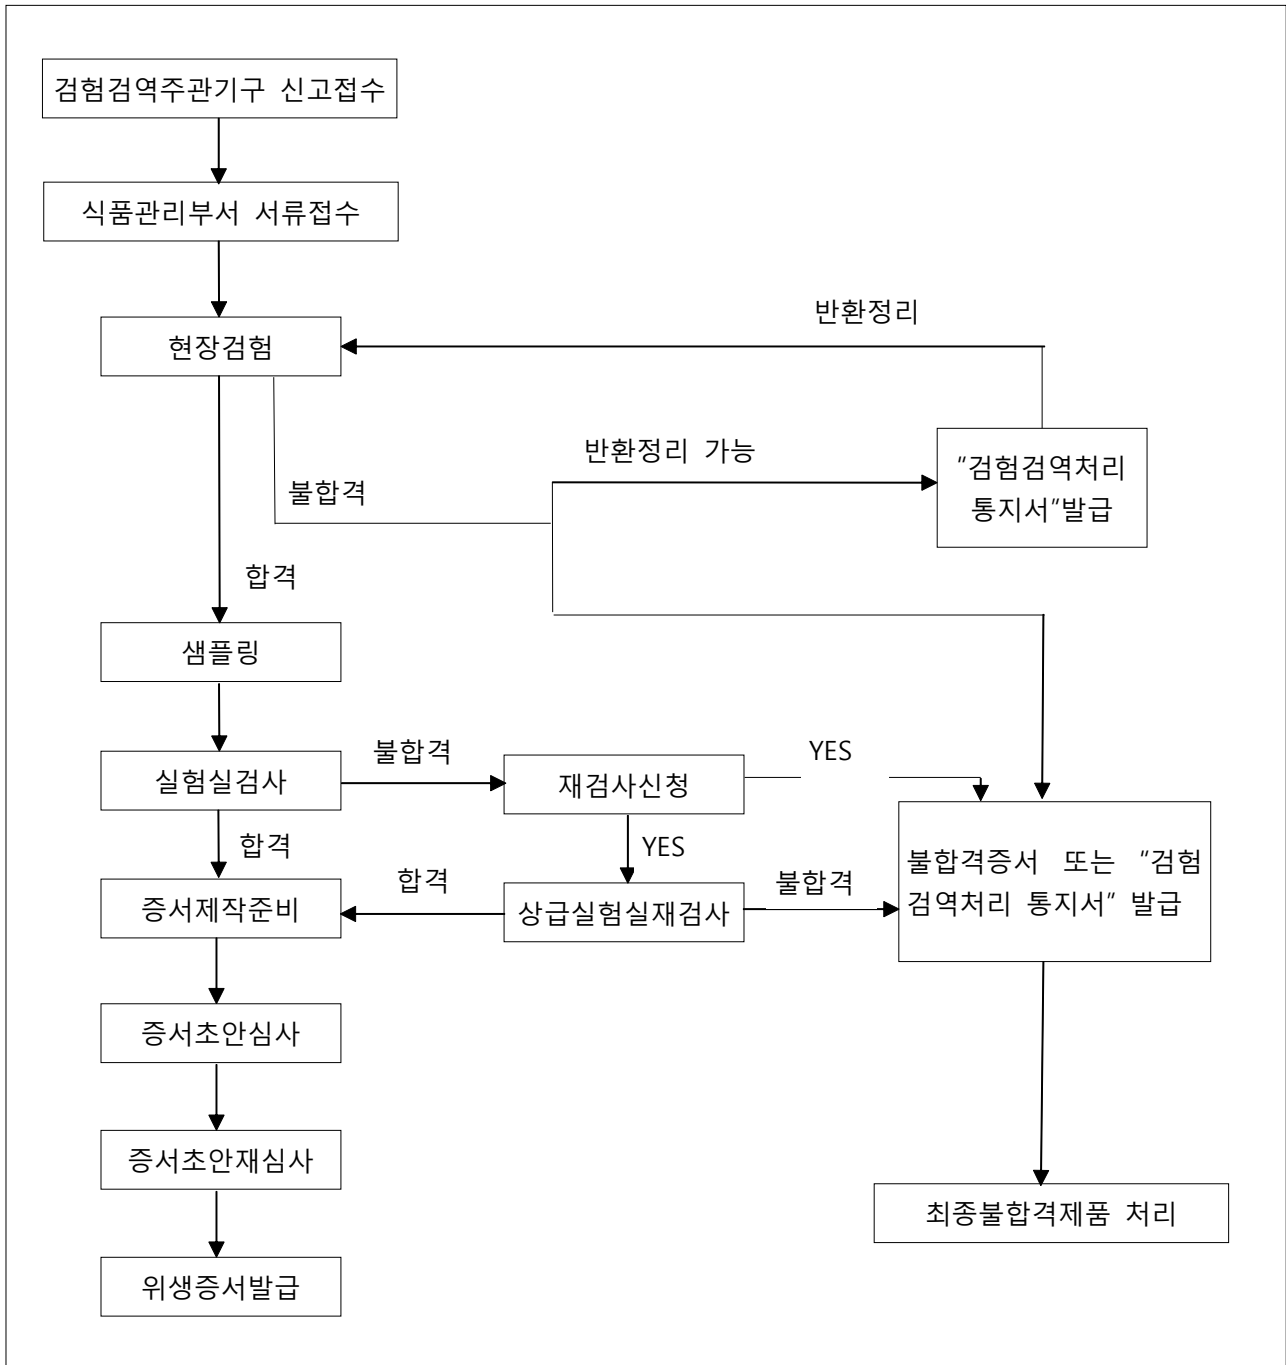 검험검역주관기구 신고접수
식품관리부서 서류접수
반환정리
현장검험
반환정리 가능
"검험검역처리
통지서"발급
불합격
합격
샘플링
불합격
YES
실험실검사
재검사신청
합격
YES
불합격증서 또는 "검험
검역처리 통지서" 발급
합격
불합격
증서제작준비
상급실험실재검사
증서초안심사
증서초안재심사
최종불합격제품 처리
위생증서발급